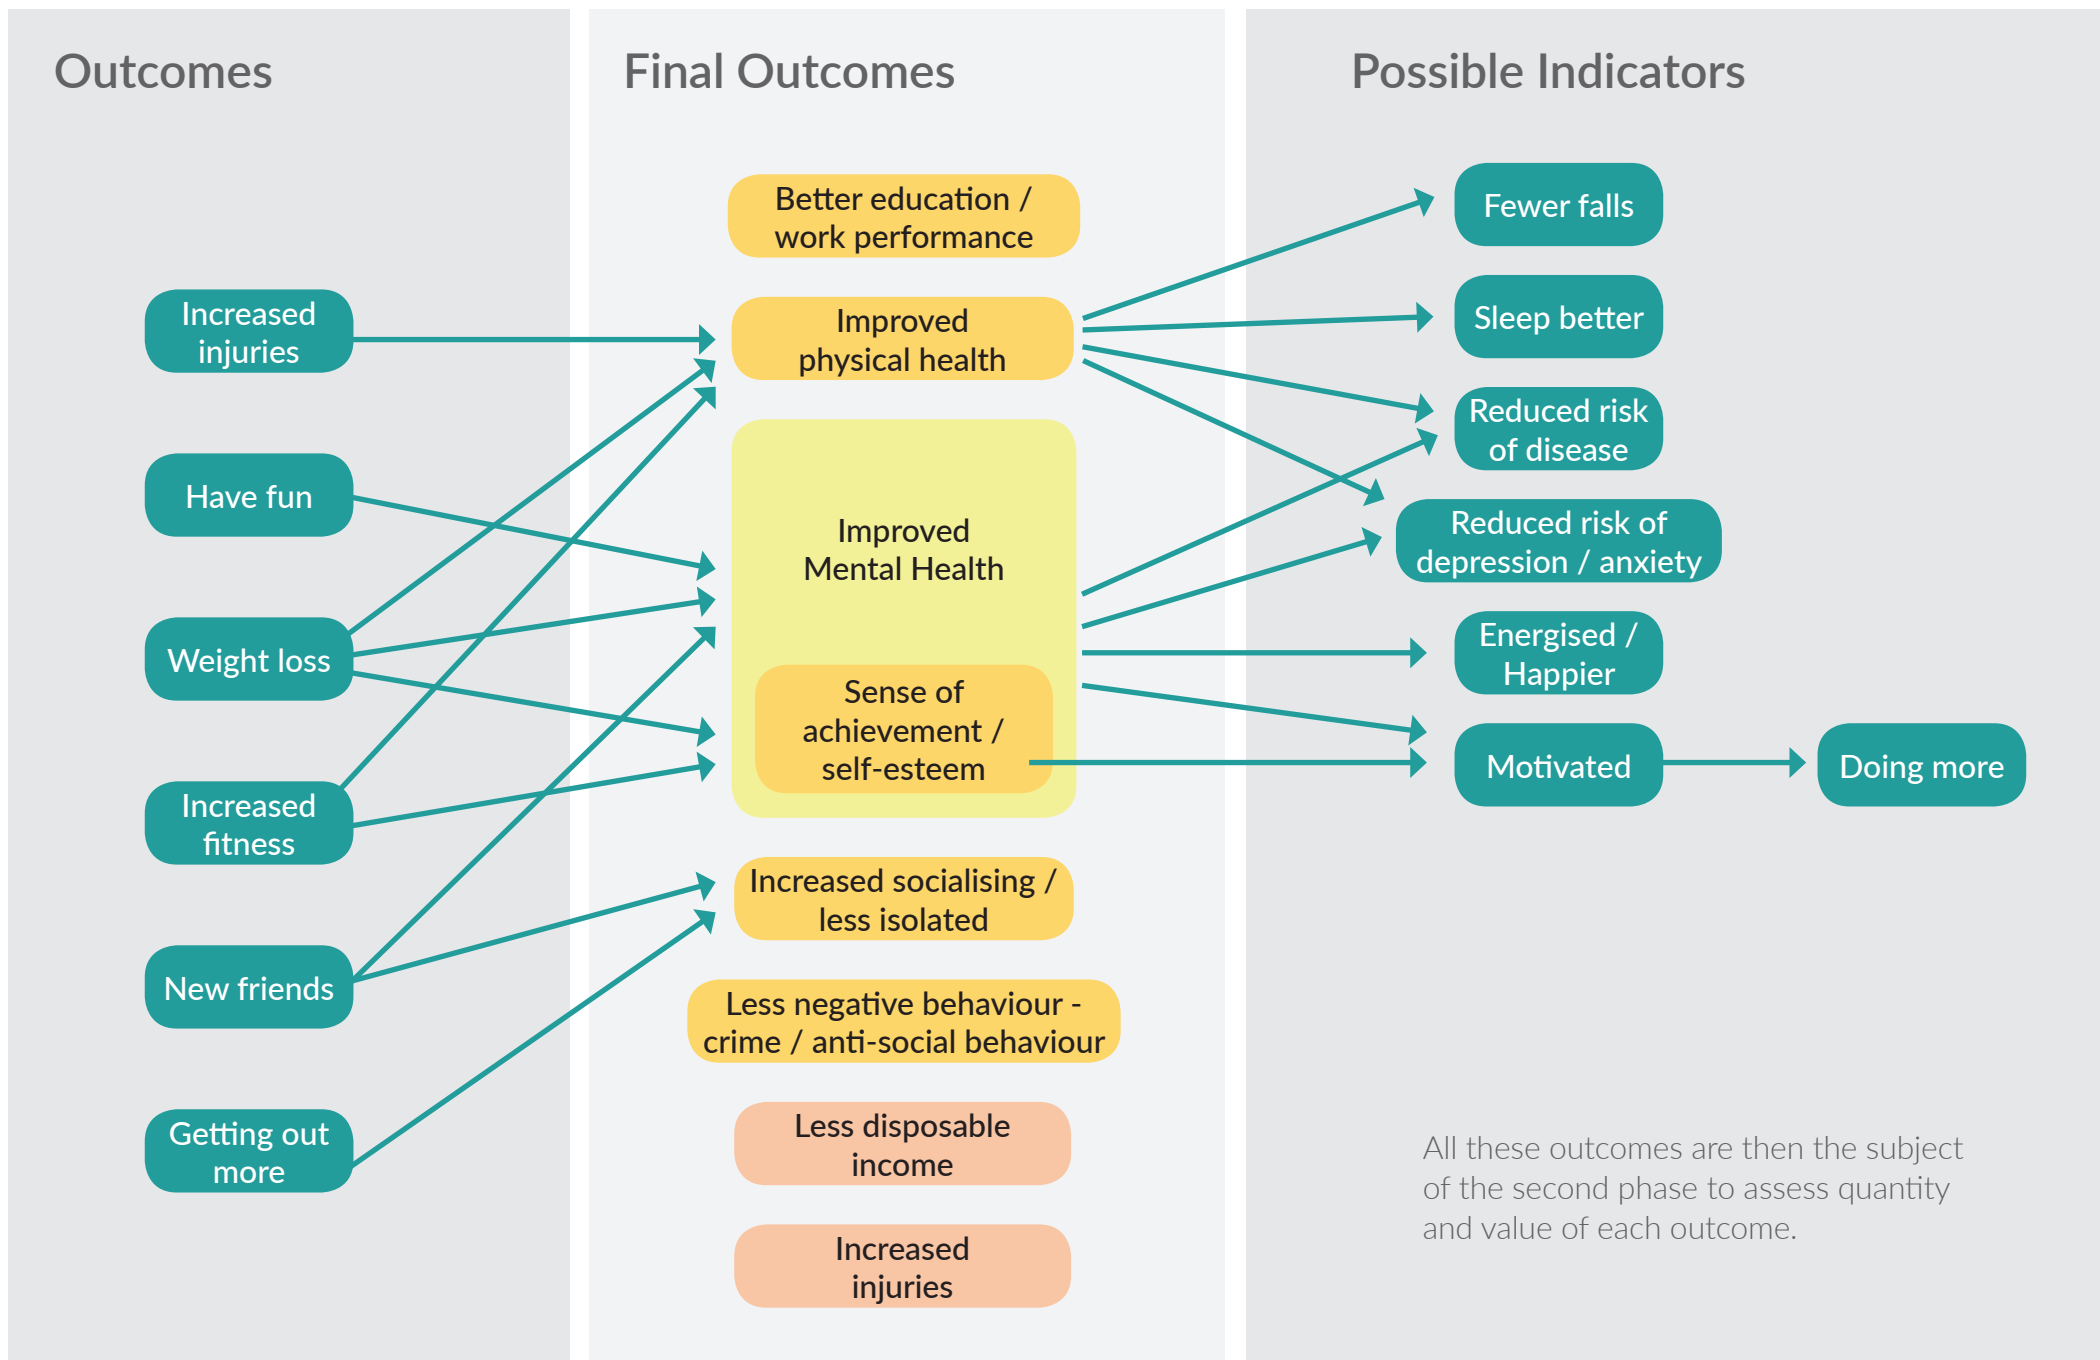 Outcomes
Increased
injuries
Have fun
Weight loss
Increased
fitness
New friends
Getting out
more
Final Outcomes
Better education /
work performance
Improved
physical health
Improved
Mental Health
Sense of
achievement /
self-esteem
Increased socialising /
less isolated
Less negative behaviour -
crime / anti-social behaviour
Less disposable
income
Increased
injuries
Possible Indicators
Fewer falls
Sleep better
Reduced risk
of disease
Reduced risk of
depression / anxiety
Energised /
Happier
Motivated
Doing more
All these outcomes are then the subject
of the second phase to assess quantity
and value of each outcome.